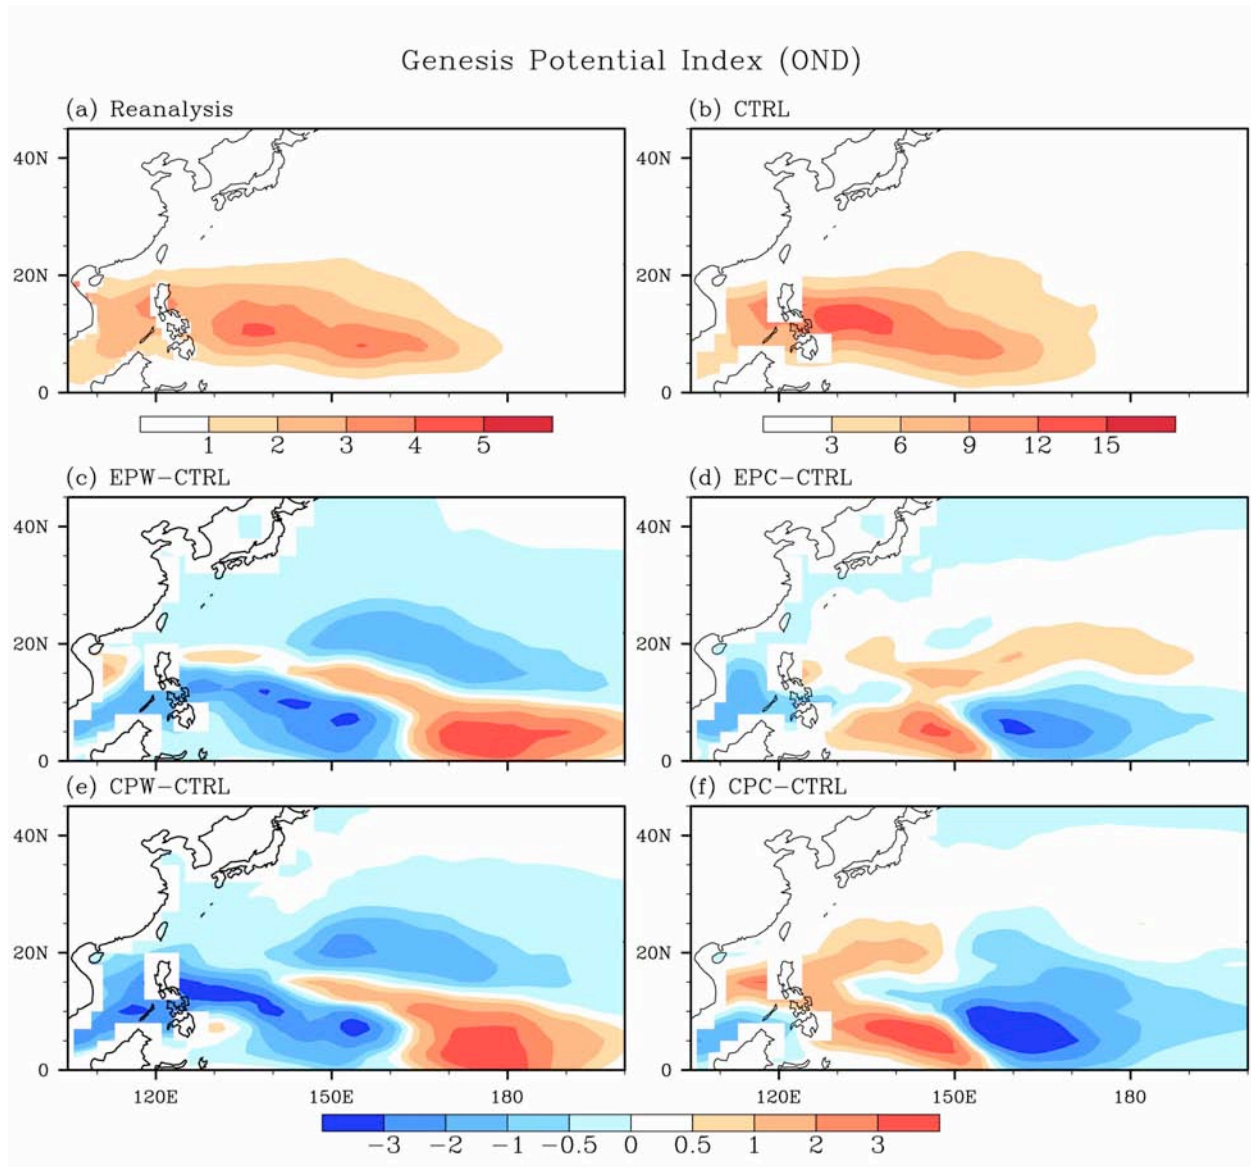 Genesis Potential Index (OND)
(a) Reanalysis
(b) CTRL
40N
20N
0
40N
20N
0
1 2 3 4 5
3 6 9 12 15
(c) EPW−CTRL
(d) EPC−CTRL
40N
20N
0
40N
20N
0
(e) CPW−CTRL
(f) CPC−CTRL
40N
20N
0
40N
20N
0
120E 150E 180
120E 150E 180
−3 −2 −1 −0.5 0 0.5 1 2 3